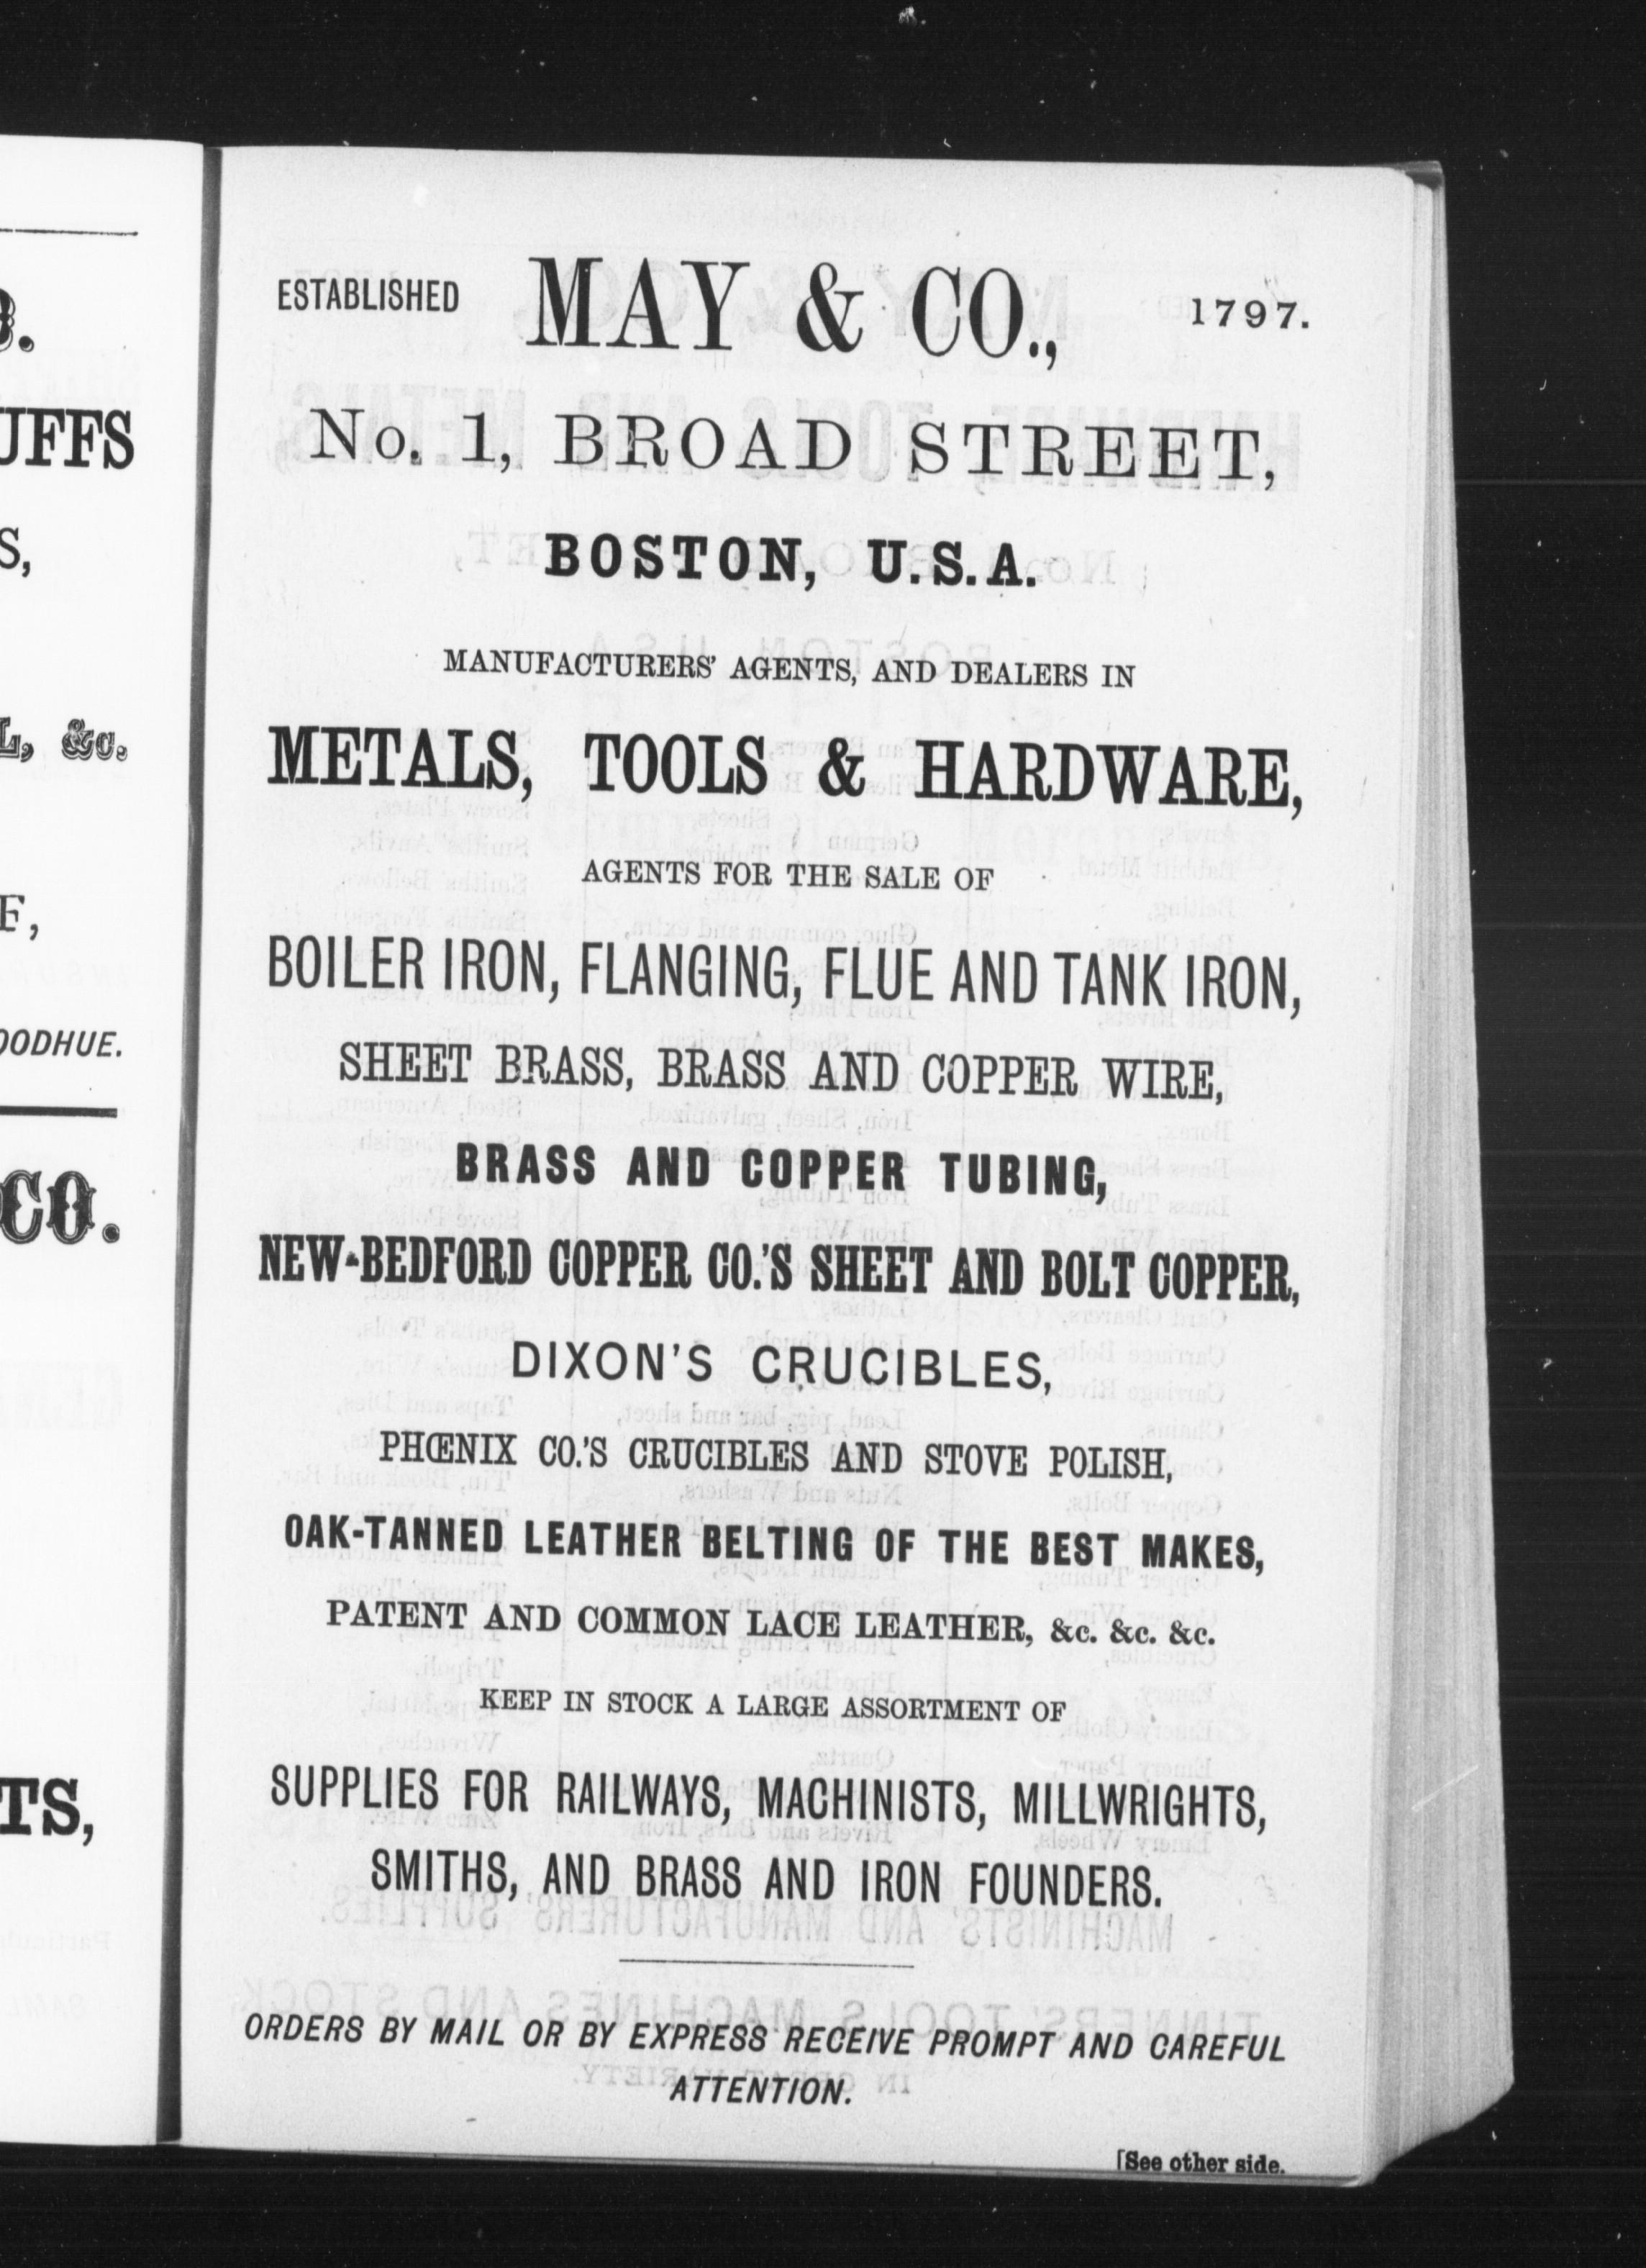 UFFS
S,
L, &c.
F,
OODHUE.
CO.
TS,
ESTABLISHED MAY & CO., 1797.
No. 1, BROAD STREET,
BOSTON, U.S.A.
MANUFACTURERS' AGENTS, AND DEALERS IN
METALS, TOOLS & HARDWARE,
AGENTS FOR THE SALE OF
BOILER IRON, FLANGING, FLUE AND TANK IRON,
SHEET BRASS, BRASS AND COPPER WIRE,
BRASS AND COPPER TUBING,
NEW-BEDFORD COPPER CO.'S SHEET AND BOLT COPPER,
DIXON'S CRUCIBLES,
PHŒNIX CO.'S CRUCIBLES AND STOVE POLISH,
OAK-TANNED LEATHER BELTING OF THE BEST MAKES,
PATENT AND COMMON LACE LEATHER, &c. &c. &c.
KEEP IN STOCK A LARGE ASSORTMENT OF
SUPPLIES FOR RAILWAYS, MACHINISTS, MILLWRIGHTS,
SMITHS, AND BRASS AND IRON FOUNDERS.
ORDERS BY MAIL OR BY EXPRESS RECEIVE PROMPT AND CAREFUL
ATTENTION.
[See other side.